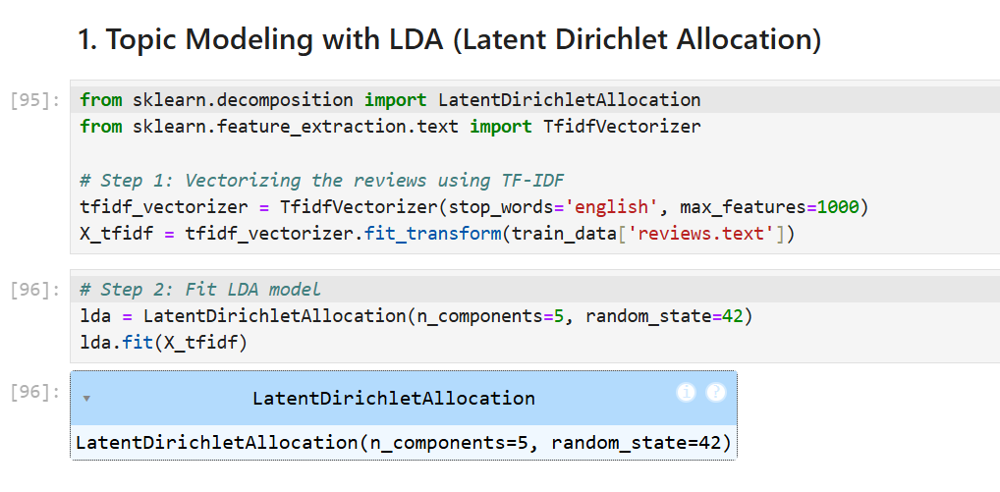 1. Topic Modeling with LDA (Latent Dirichlet Allocation)
[95]: from sklearn.decomposition import LatentDirichletAllocation
from sklearn.feature_extraction.text import TfidfVectorizer
# Step 1: Vectorizing the reviews using TF-IDF
tfidf_vectorizer = TfidfVectorizer(stop_words='english', max_features=1000)
X_tfidf = tfidf_vectorizer.fit_transform(train_data['reviews.text'])
[96]: # Step 2: Fit LDA model
lda = LatentDirichletAllocation(n_components=5, random_state=42)
lda.fit(X_tfidf)
[96]: ▾ LatentDirichletAllocation i ?
LatentDirichletAllocation(n_components=5, random_state=42)